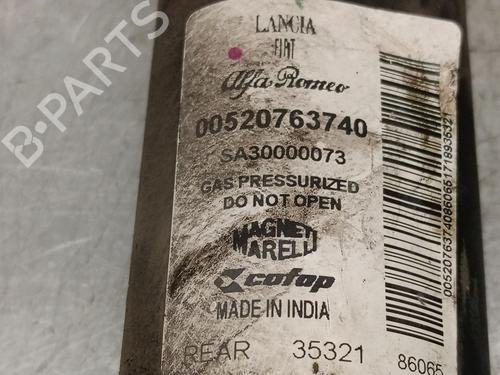 LANCIA
FIAT
Alfa Romeo
00520763740
SA30000073
GAS PRESSURIZED
DO NOT OPEN
MAGNETI
MARELLI
cofap
MADE IN INDIA
REAR 35321
86065
B-PARTS